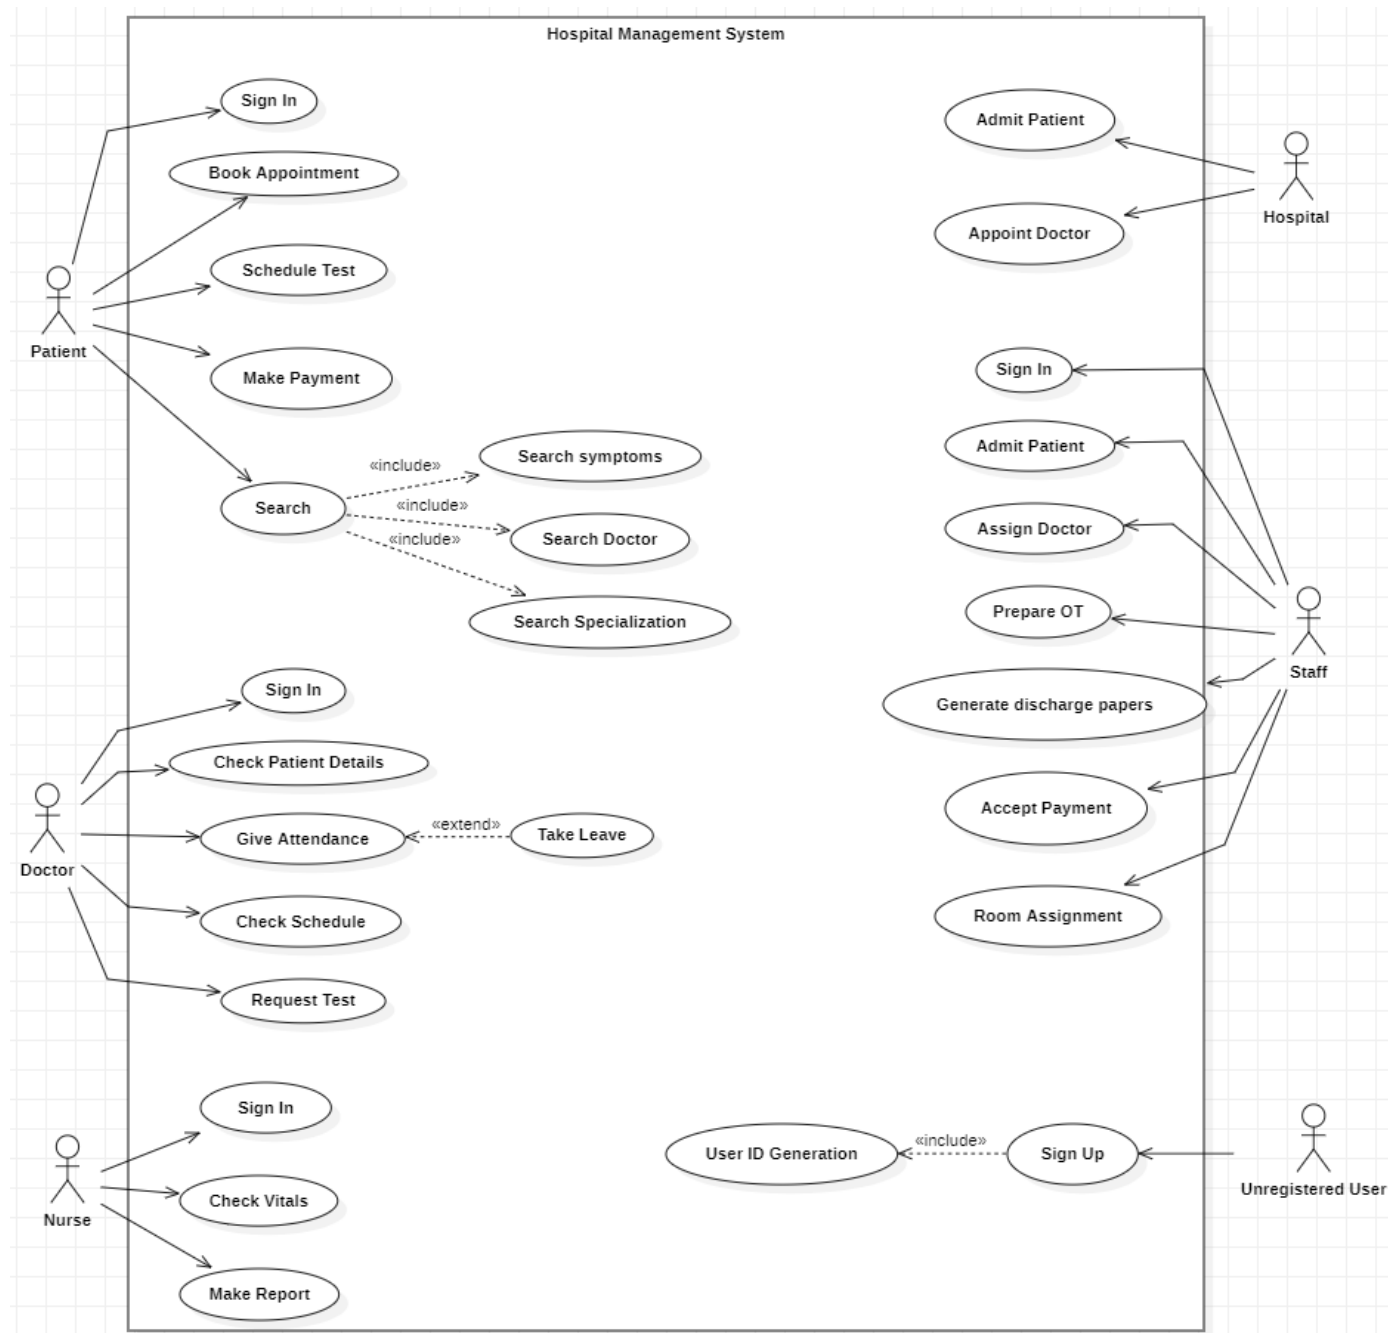 Hospital Management System
Sign In
Book Appointment
Schedule Test
Make Payment
Patient
Search
«include»
«include»
«include»
Search symptoms
Search Doctor
Search Specialization
Sign In
Check Patient Details
Give Attendance
«extend»
Take Leave
Check Schedule
Request Test
Doctor
Sign In
Check Vitals
Make Report
Nurse
Admit Patient
Appoint Doctor
Hospital
Sign In
Admit Patient
Assign Doctor
Prepare OT
Generate discharge papers
Accept Payment
Room Assignment
Staff
User ID Generation
«include»
Sign Up
Unregistered User